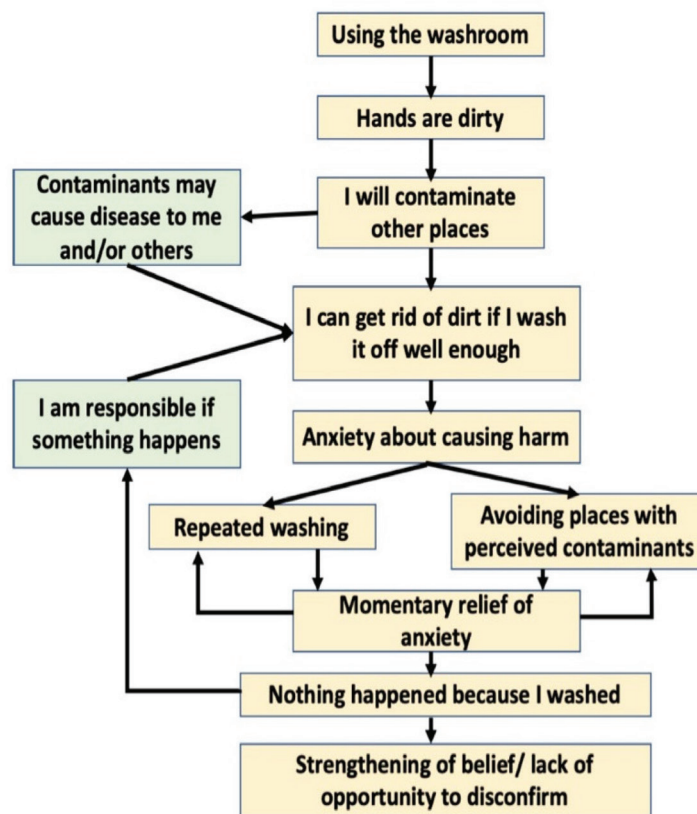 Using the washroom
Hands are dirty
Contaminants may
cause disease to me
and/or others
I will contaminate
other places
I can get rid of dirt if I wash
it off well enough
I am responsible if
something happens
Anxiety about causing harm
Repeated washing
Avoiding places with
perceived contaminants
Momentary relief of
anxiety
Nothing happened because I washed
Strengthening of belief/ lack of
opportunity to disconfirm